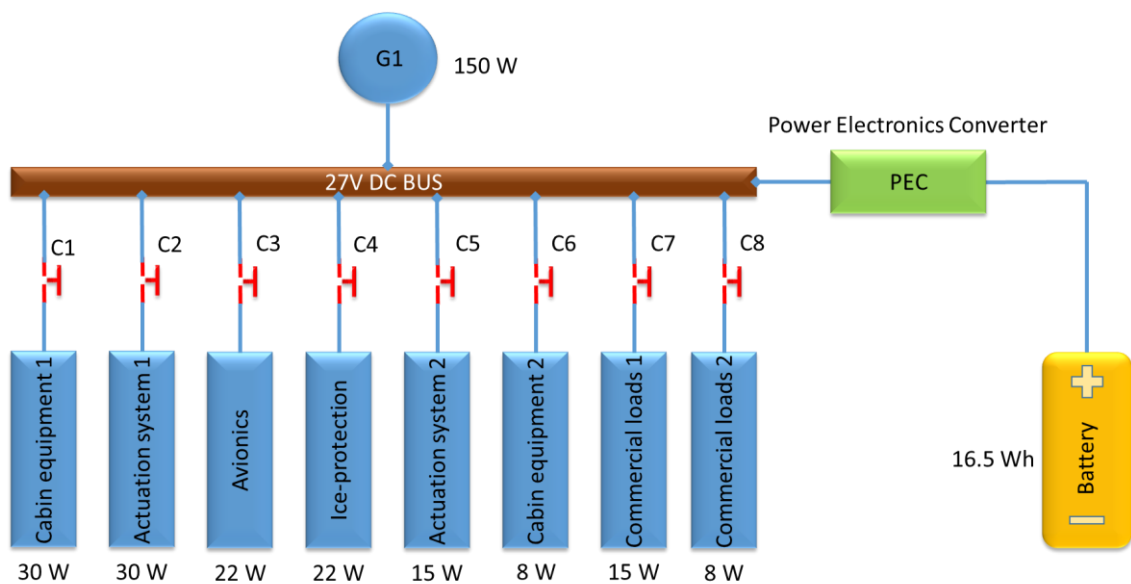 G1
150 W
Power Electronics Converter
27V DC BUS
PEC
C1
C2
C3
C4
C5
C6
C7
C8
Cabin equipment 1
Actuation system 1
Avionics
Ice-protection
Actuation system 2
Cabin equipment 2
Commercial loads 1
Commercial loads 2
16.5 Wh
Battery
30 W
30 W
22 W
22 W
15 W
8 W
15 W
8 W